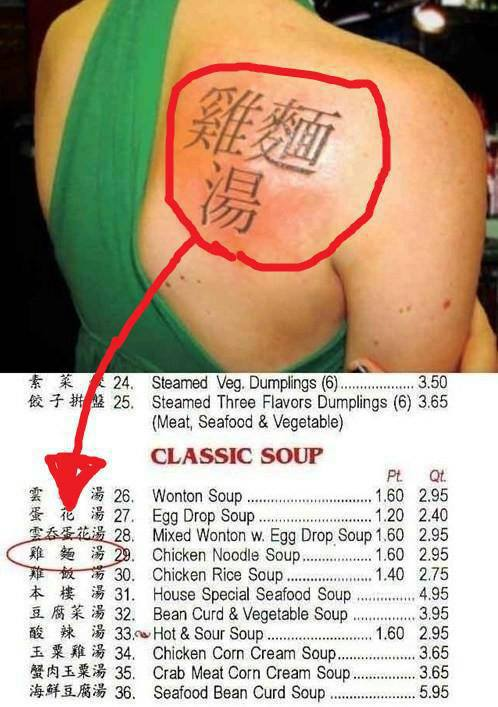 雞麵
湯
素菜 24. Steamed Veg. Dumplings (6)................... 3.50
餃子拼盤 25. Steamed Three Flavors Dumplings (6) 3.65
(Meat, Seafood & Vegetable)
CLASSIC SOUP
Pt. Qt.
雲 湯 26. Wonton Soup .............................. 1.60 2.95
蛋花湯 27. Egg Drop Soup ........................... 1.20 2.40
雲吞蛋花湯 28. Mixed Wonton w. Egg Drop Soup 1.60 2.95
雞麵湯 29. Chicken Noodle Soup................... 1.60 2.95
雞飯湯 30. Chicken Rice Soup....................... 1.40 2.75
本樓湯 31. House Special Seafood Soup ................ 4.95
豆腐菜湯 32. Bean Curd & Vegetable Soup ................ 3.95
酸辣湯 33. Hot & Sour Soup ......................... 1.60 2.95
玉粟雞湯 34. Chicken Corn Cream Soup.................... 3.65
蟹肉玉粟湯 35. Crab Meat Corn Cream Soup................. 3.65
海鮮豆腐湯 36. Seafood Bean Curd Soup ...................... 5.95